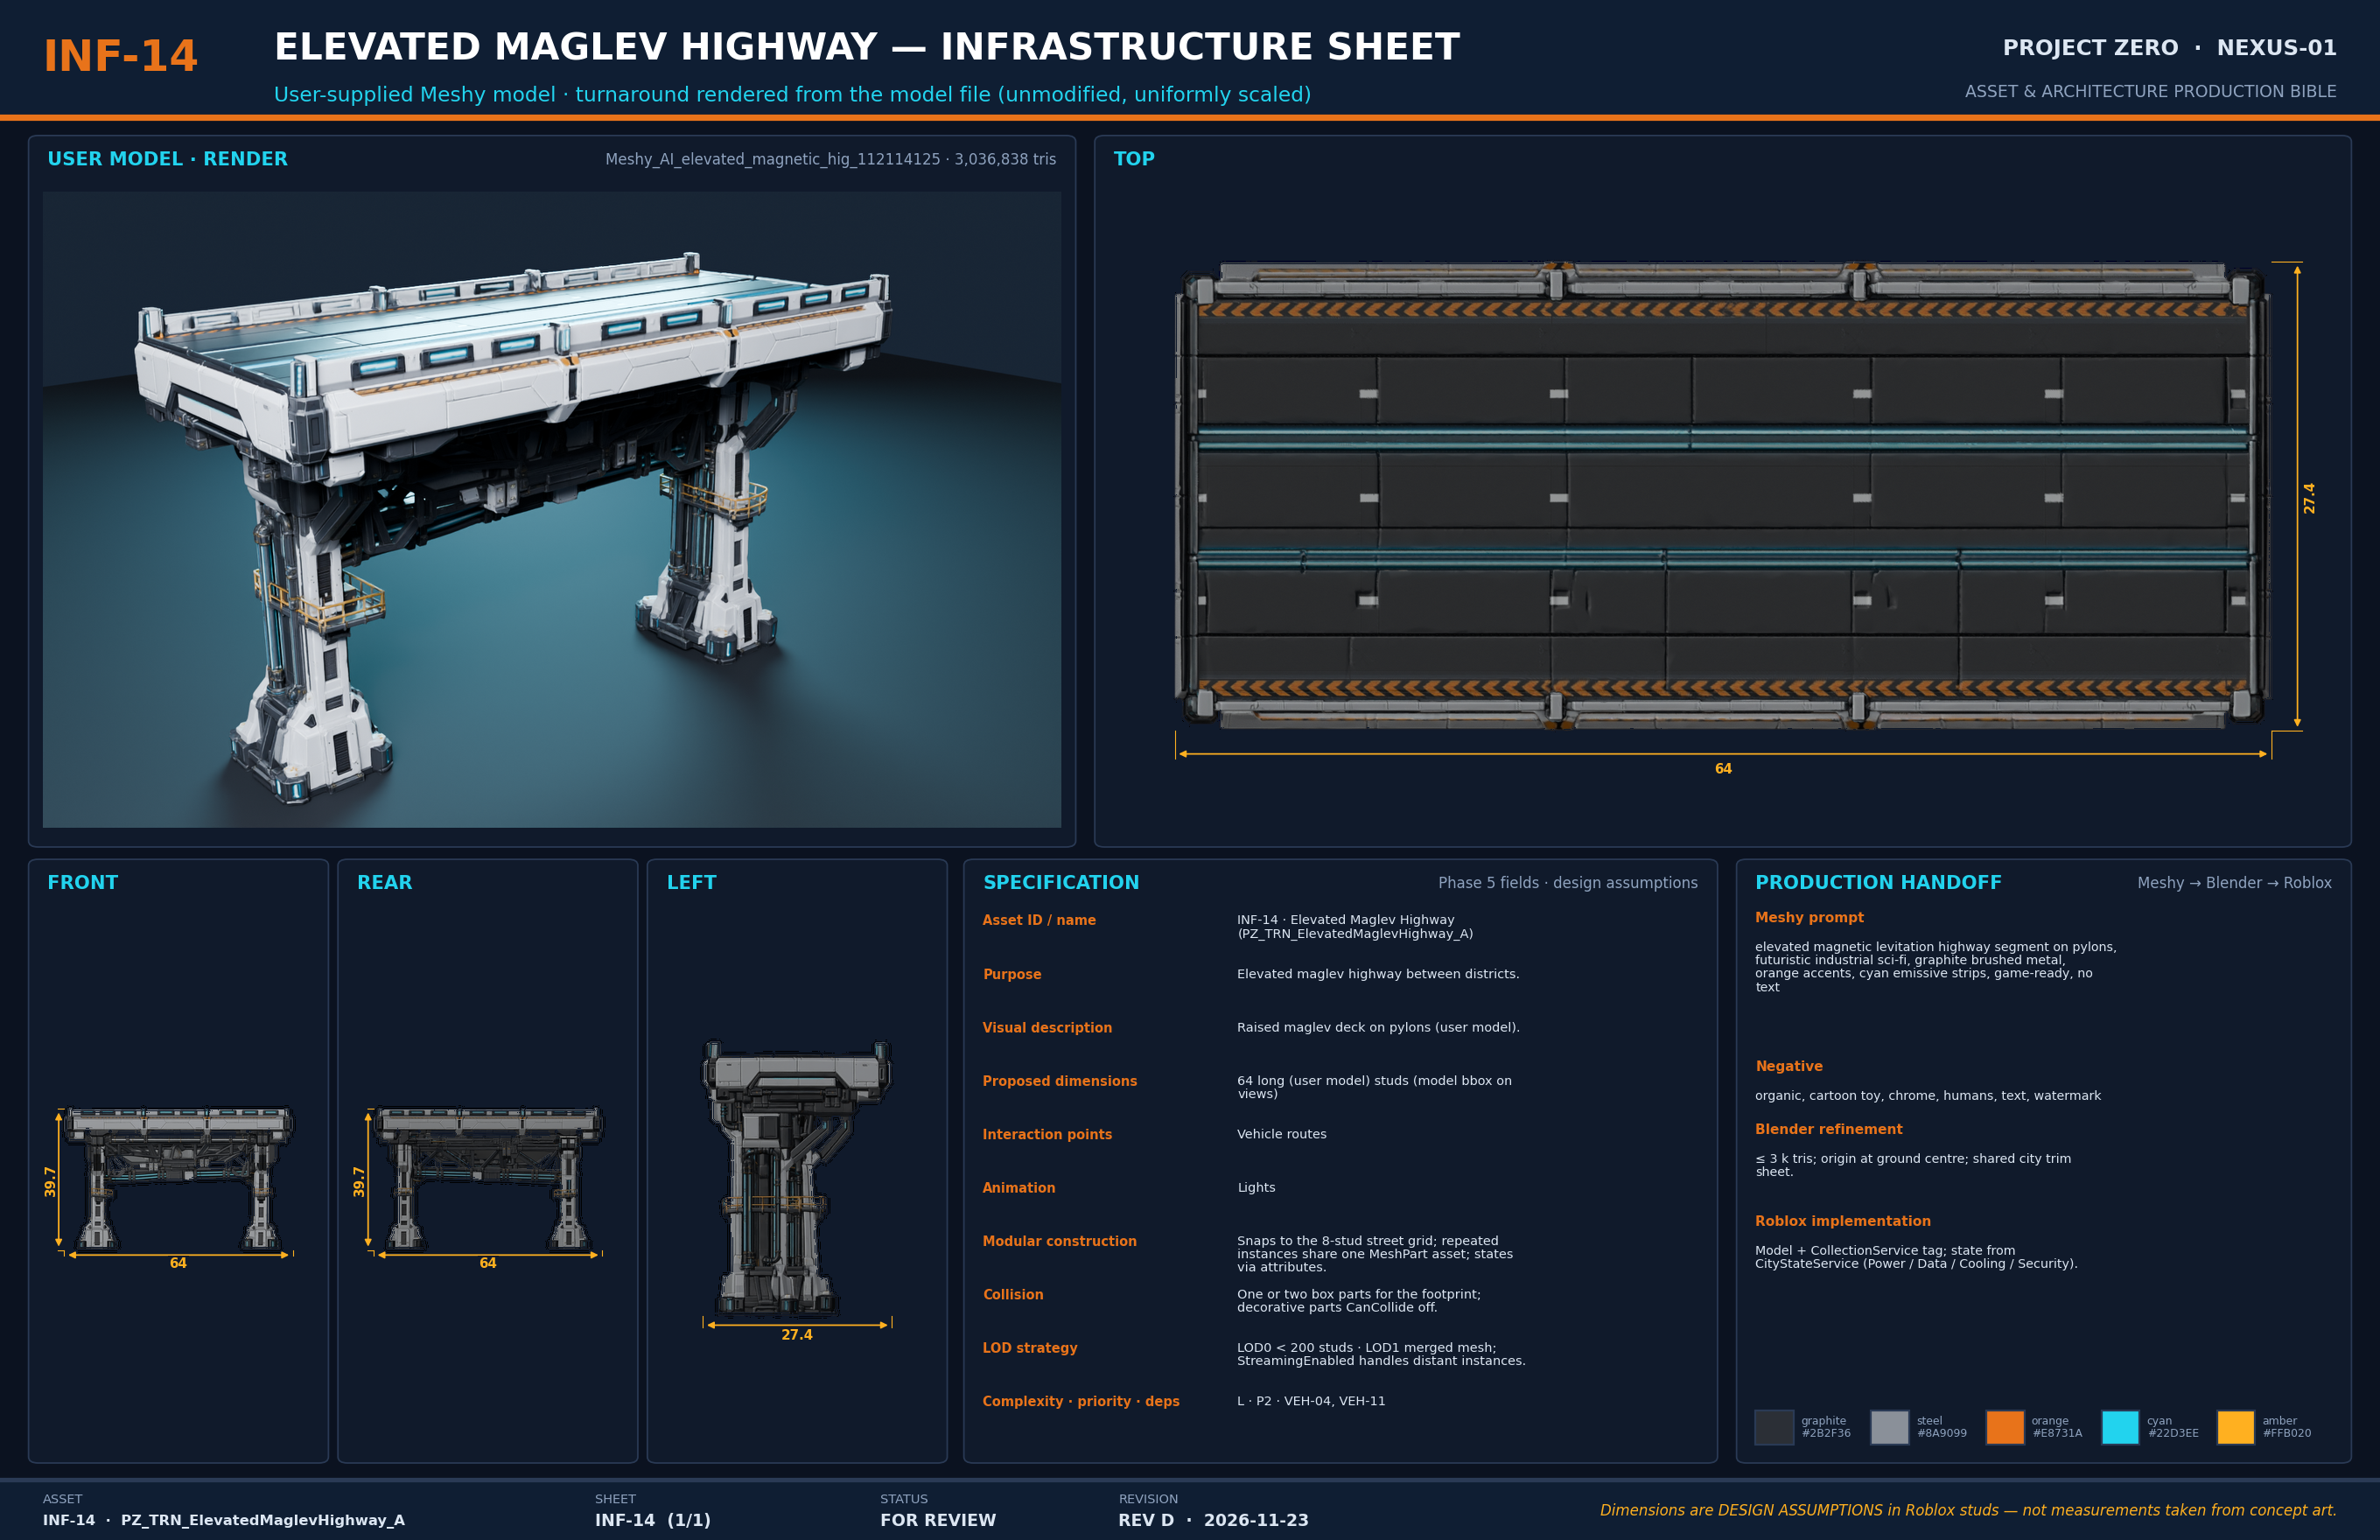 INF-14
ELEVATED MAGLEV HIGHWAY — INFRASTRUCTURE SHEET
User-supplied Meshy model · turnaround rendered from the model file (unmodified, uniformly scaled)
PROJECT ZERO · NEXUS-01
ASSET & ARCHITECTURE PRODUCTION BIBLE
USER MODEL · RENDER
Meshy_AI_elevated_magnetic_hig_112114125 · 3,036,838 tris
TOP
27.4
64
FRONT
39.7
64
REAR
39.7
64
LEFT
27.4
SPECIFICATION
Phase 5 fields · design assumptions
Asset ID / name
INF-14 · Elevated Maglev Highway
(PZ_TRN_ElevatedMaglevHighway_A)
Purpose
Elevated maglev highway between districts.
Visual description
Raised maglev deck on pylons (user model).
Proposed dimensions
64 long (user model) studs (model bbox on
views)
Interaction points
Vehicle routes
Animation
Lights
Modular construction
Snaps to the 8-stud street grid; repeated
instances share one MeshPart asset; states
via attributes.
Collision
One or two box parts for the footprint;
decorative parts CanCollide off.
LOD strategy
LOD0 < 200 studs · LOD1 merged mesh;
StreamingEnabled handles distant instances.
Complexity · priority · deps
L · P2 · VEH-04, VEH-11
PRODUCTION HANDOFF
Meshy → Blender → Roblox
Meshy prompt
elevated magnetic levitation highway segment on pylons,
futuristic industrial sci-fi, graphite brushed metal,
orange accents, cyan emissive strips, game-ready, no
text
Negative
organic, cartoon toy, chrome, humans, text, watermark
Blender refinement
≤ 3 k tris; origin at ground centre; shared city trim
sheet.
Roblox implementation
Model + CollectionService tag; state from
CityStateService (Power / Data / Cooling / Security).
graphite
#2B2F36
steel
#8A9099
orange
#E8731A
cyan
#22D3EE
amber
#FFB020
ASSET
INF-14 · PZ_TRN_ElevatedMaglevHighway_A
SHEET
INF-14 (1/1)
STATUS
FOR REVIEW
REVISION
REV D · 2026-11-23
Dimensions are DESIGN ASSUMPTIONS in Roblox studs — not measurements taken from concept art.